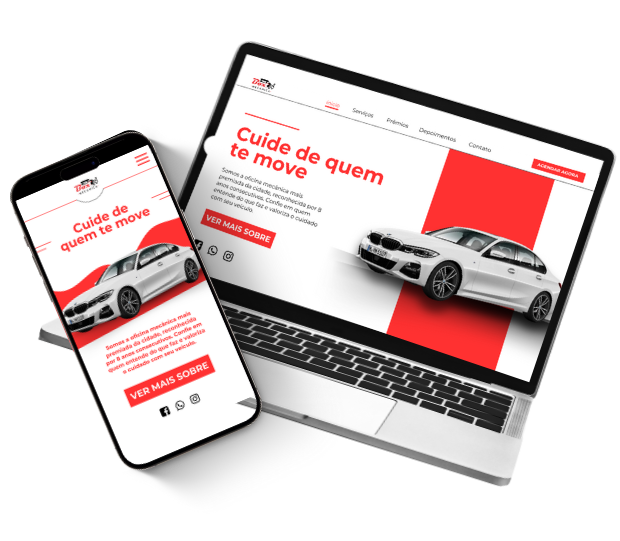 Início
Serviços
Prêmios
Depoimentos
Contato
AGENDAR AGORA
Cuide de quem
te move
Somos a oficina mecânica mais
premiada da cidade, reconhecida por 8
anos consecutivos. Confie em quem
entende do que faz e valoriza o cuidado
com seu veículo.
VER MAIS SOBRE
Cuide de
quem te move
Somos a oficina mecânica mais
premiada da cidade, reconhecida
por 8 anos consecutivos. Confie em
quem entende do que faz e valoriza
o cuidado com seu veículo.
VER MAIS SOBRE